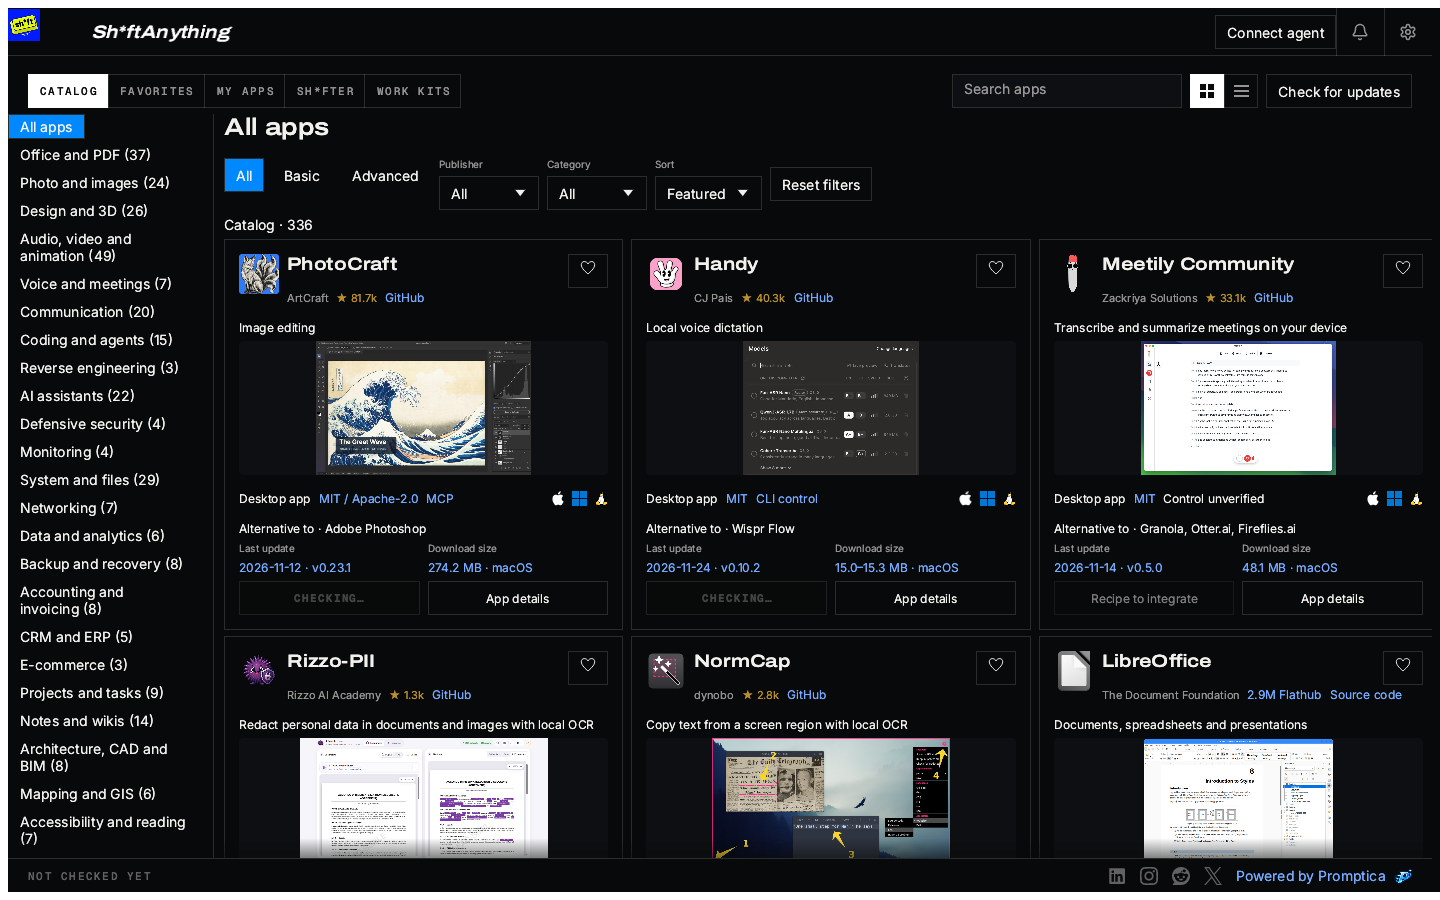 Sh*ftAnything
Connect agent
CATALOG
FAVORITES
MY APPS
SH*FTER
WORK KITS
Search apps
Check for updates
All apps
Office and PDF (37)
Photo and images (24)
Design and 3D (26)
Audio, video and
animation (49)
Voice and meetings (7)
Communication (20)
Coding and agents (15)
Reverse engineering (3)
AI assistants (22)
Defensive security (4)
Monitoring (4)
System and files (29)
Networking (7)
Data and analytics (6)
Backup and recovery (8)
Accounting and
invoicing (8)
CRM and ERP (5)
E-commerce (3)
Projects and tasks (9)
Notes and wikis (14)
Architecture, CAD and
BIM (8)
Mapping and GIS (6)
Accessibility and reading
(7)
All apps
All
Basic
Advanced
Publisher
All
Category
All
Sort
Featured
Reset filters
Catalog · 336
PhotoCraft
ArtCraft ★ 81.7k GitHub
Image editing
The Great Wave
Desktop app MIT / Apache-2.0 MCP
Alternative to · Adobe Photoshop
Last update
2026-11-12 · v0.23.1
Download size
274.2 MB · macOS
CHECKING…
App details
Handy
CJ Pais ★ 40.3k GitHub
Local voice dictation
Models
Desktop app MIT CLI control
Alternative to · Wispr Flow
Last update
2026-11-24 · v0.10.2
Download size
15.0–15.3 MB · macOS
CHECKING…
App details
Meetily Community
Zackriya Solutions ★ 33.1k GitHub
Transcribe and summarize meetings on your device
Desktop app MIT Control unverified
Alternative to · Granola, Otter.ai, Fireflies.ai
Last update
2026-11-14 · v0.5.0
Download size
48.1 MB · macOS
Recipe to integrate
App details
Rizzo-PII
Rizzo AI Academy ★ 1.3k GitHub
Redact personal data in documents and images with local OCR
NormCap
dynobo ★ 2.8k GitHub
Copy text from a screen region with local OCR
1
3
4
LibreOffice
The Document Foundation 2.9M Flathub Source code
Documents, spreadsheets and presentations
6
Introduction to Styles
NOT CHECKED YET
Powered by Promptica